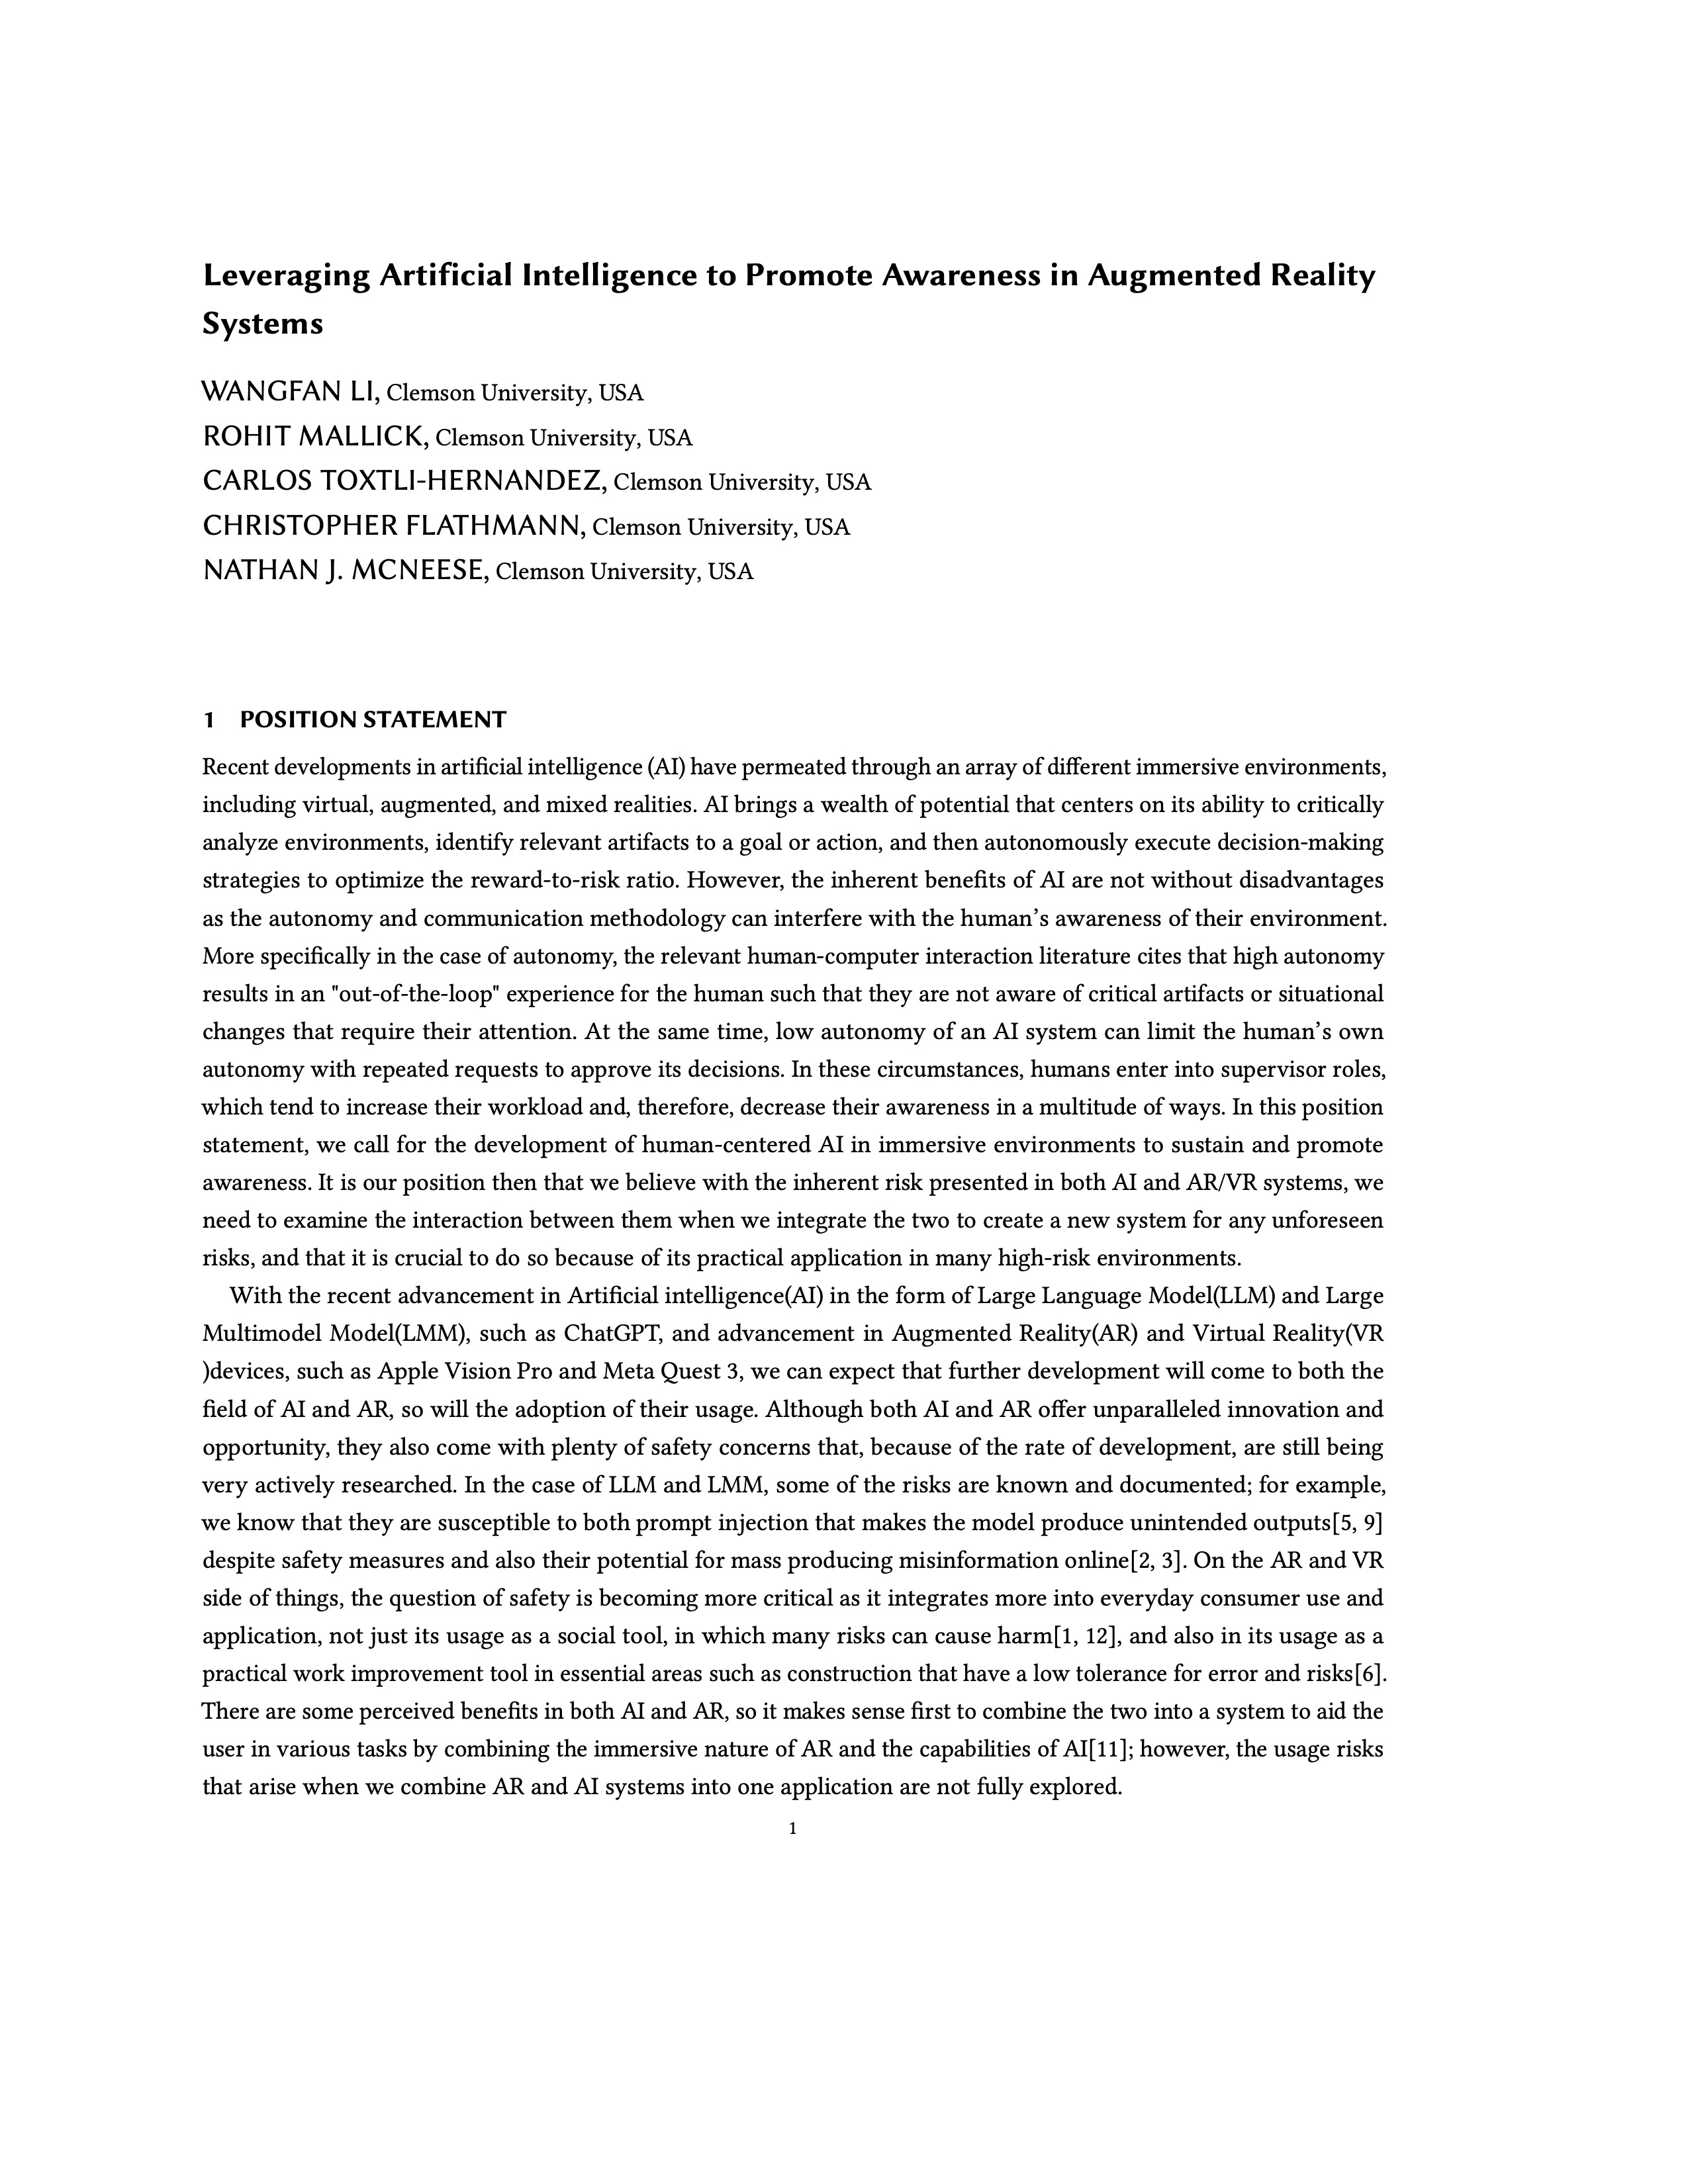 Leveraging Artificial Intelligence to Promote Awareness in Augmented Reality
Systems
WANGFAN LI, Clemson University, USA
ROHIT MALLICK, Clemson University, USA
CARLOS TOXTLI-HERNANDEZ, Clemson University, USA
CHRISTOPHER FLATHMANN, Clemson University, USA
NATHAN J. MCNEESE, Clemson University, USA
1 POSITION STATEMENT
Recent developments in artificial intelligence (AI) have permeated through an array of different immersive environments,
including virtual, augmented, and mixed realities. AI brings a wealth of potential that centers on its ability to critically
analyze environments, identify relevant artifacts to a goal or action, and then autonomously execute decision-making
strategies to optimize the reward-to-risk ratio. However, the inherent benefits of AI are not without disadvantages
as the autonomy and communication methodology can interfere with the human's awareness of their environment.
More specifically in the case of autonomy, the relevant human-computer interaction literature cites that high autonomy
results in an "out-of-the-loop" experience for the human such that they are not aware of critical artifacts or situational
changes that require their attention. At the same time, low autonomy of an AI system can limit the human's own
autonomy with repeated requests to approve its decisions. In these circumstances, humans enter into supervisor roles,
which tend to increase their workload and, therefore, decrease their awareness in a multitude of ways. In this position
statement, we call for the development of human-centered AI in immersive environments to sustain and promote
awareness. It is our position then that we believe with the inherent risk presented in both AI and AR/VR systems, we
need to examine the interaction between them when we integrate the two to create a new system for any unforeseen
risks, and that it is crucial to do so because of its practical application in many high-risk environments.
With the recent advancement in Artificial intelligence(AI) in the form of Large Language Model(LLM) and Large
Multimodel Model(LMM), such as ChatGPT, and advancement in Augmented Reality(AR) and Virtual Reality(VR
)devices, such as Apple Vision Pro and Meta Quest 3, we can expect that further development will come to both the
field of AI and AR, so will the adoption of their usage. Although both AI and AR offer unparalleled innovation and
opportunity, they also come with plenty of safety concerns that, because of the rate of development, are still being
very actively researched. In the case of LLM and LMM, some of the risks are known and documented; for example,
we know that they are susceptible to both prompt injection that makes the model produce unintended outputs[5, 9]
despite safety measures and also their potential for mass producing misinformation online[2, 3]. On the AR and VR
side of things, the question of safety is becoming more critical as it integrates more into everyday consumer use and
application, not just its usage as a social tool, in which many risks can cause harm[1, 12], and also in its usage as a
practical work improvement tool in essential areas such as construction that have a low tolerance for error and risks[6].
There are some perceived benefits in both AI and AR, so it makes sense first to combine the two into a system to aid the
user in various tasks by combining the immersive nature of AR and the capabilities of AI[11]; however, the usage risks
that arise when we combine AR and AI systems into one application are not fully explored.
1